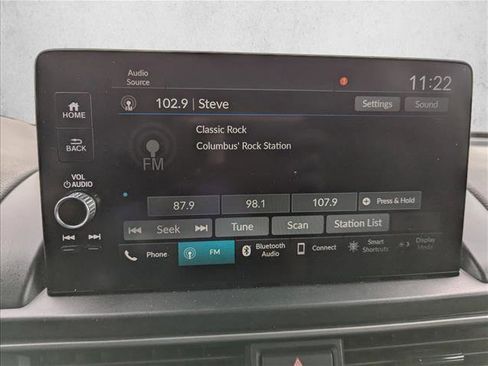 Audio
Source
11:22
102.9 | Steve
Settings
Sound
HOME
Classic Rock
BACK
Columbus' Rock Station
FM
VOL
AUDIO
87.9
98.1
107.9
Press & Hold
Seek
Tune
Scan
Station List
Phone
FM
Bluetooth
Audio
Connect
Smart
Shortcuts
Display
Mode